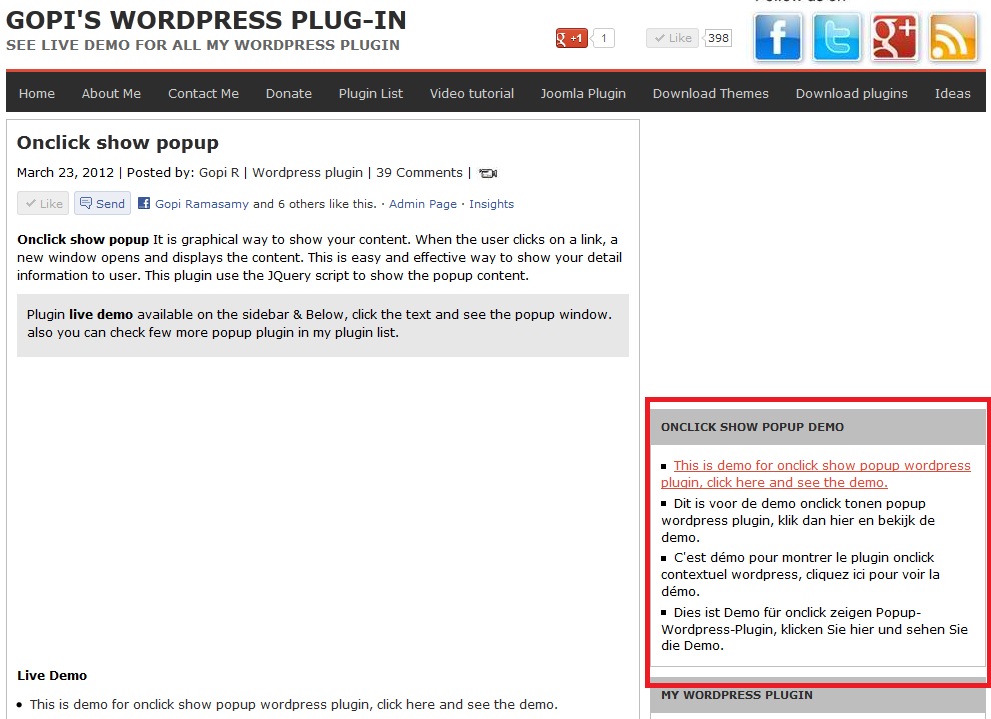 Follow us on
GOPI'S WORDPRESS PLUG-IN
SEE LIVE DEMO FOR ALL MY WORDPRESS PLUGIN
g +1 1 Like 398
f t g+
Home About Me Contact Me Donate Plugin List Video tutorial Joomla Plugin Download Themes Download plugins Ideas
Onclick show popup
March 23, 2012 | Posted by: Gopi R | Wordpress plugin | 39 Comments |
Like Send f Gopi Ramasamy and 6 others like this. · Admin Page · Insights
Onclick show popup It is graphical way to show your content. When the user clicks on a link, a
new window opens and displays the content. This is easy and effective way to show your detail
information to user. This plugin use the JQuery script to show the popup content.
Plugin live demo available on the sidebar & Below, click the text and see the popup window.
also you can check few more popup plugin in my plugin list.
Live Demo
This is demo for onclick show popup wordpress plugin, click here and see the demo.
ONCLICK SHOW POPUP DEMO
This is demo for onclick show popup wordpress
plugin, click here and see the demo.
Dit is voor de demo onclick tonen popup
wordpress plugin, klik dan hier en bekijk de
demo.
C'est démo pour montrer le plugin onclick
contextuel wordpress, cliquez ici pour voir la
démo.
Dies ist Demo für onclick zeigen Popup-
Wordpress-Plugin, klicken Sie hier und sehen Sie
die Demo.
MY WORDPRESS PLUGIN